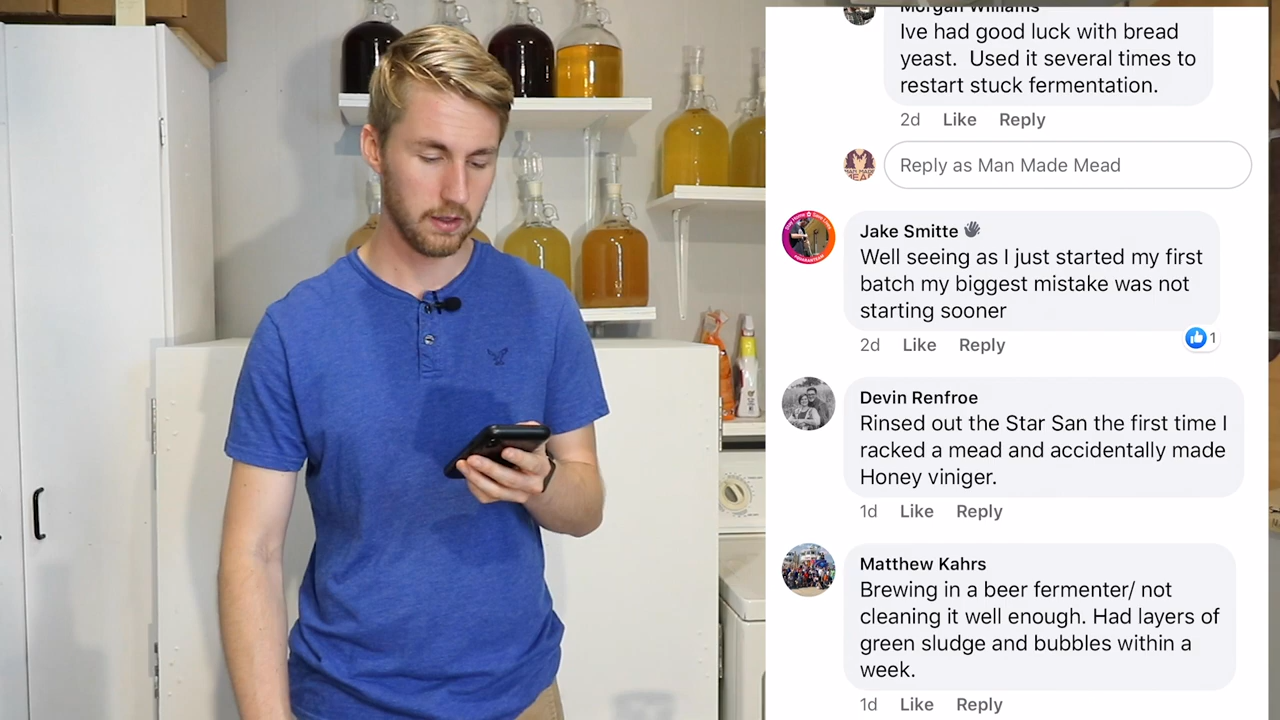 Morgan Williams
Ive had good luck with bread
yeast. Used it several times to
restart stuck fermentation.
2d Like Reply
Reply as Man Made Mead
Jake Smitte
Well seeing as I just started my first
batch my biggest mistake was not
starting sooner
2d Like Reply
1
Devin Renfroe
Rinsed out the Star San the first time I
racked a mead and accidentally made
Honey viniger.
1d Like Reply
Matthew Kahrs
Brewing in a beer fermenter/ not
cleaning it well enough. Had layers of
green sludge and bubbles within a
week.
1d Like Reply